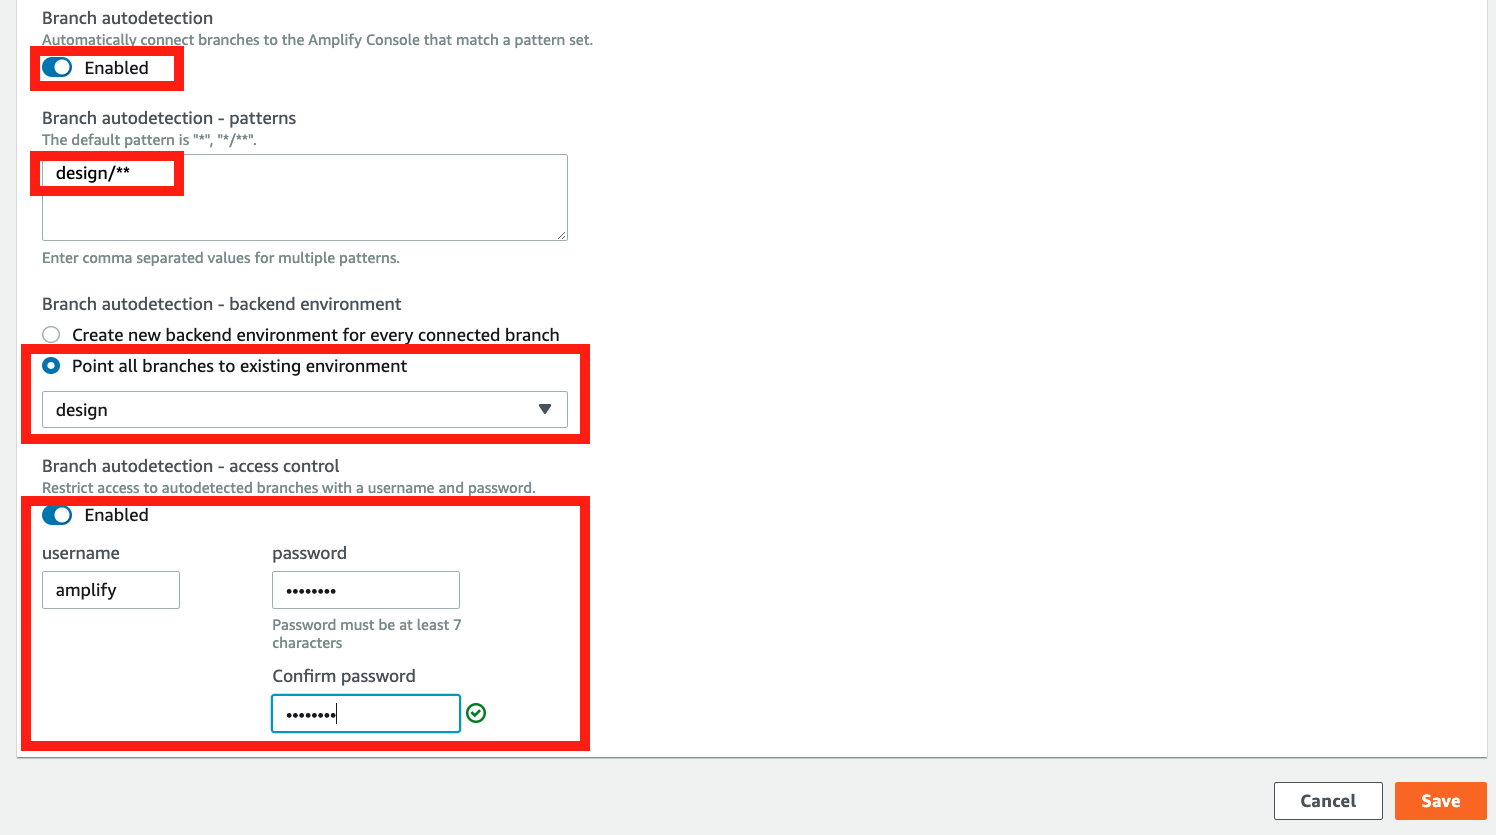 Branch autodetection
Automatically connect branches to the Amplify Console that match a pattern set.
Enabled
Branch autodetection - patterns
The default pattern is "*", "*/**".
design/**
Enter comma separated values for multiple patterns.
Branch autodetection - backend environment
Create new backend environment for every connected branch
Point all branches to existing environment
design
Branch autodetection - access control
Restrict access to autodetected branches with a username and password.
Enabled
username
password
amplify
••••••••
Password must be at least 7
characters
Confirm password
••••••••
Cancel
Save